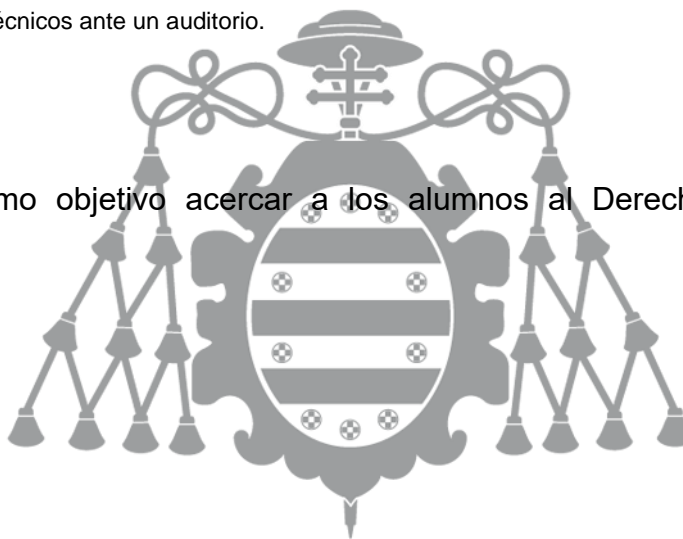 écnicos ante un auditorio.
mo objetivo acercar a los alumnos al Derech